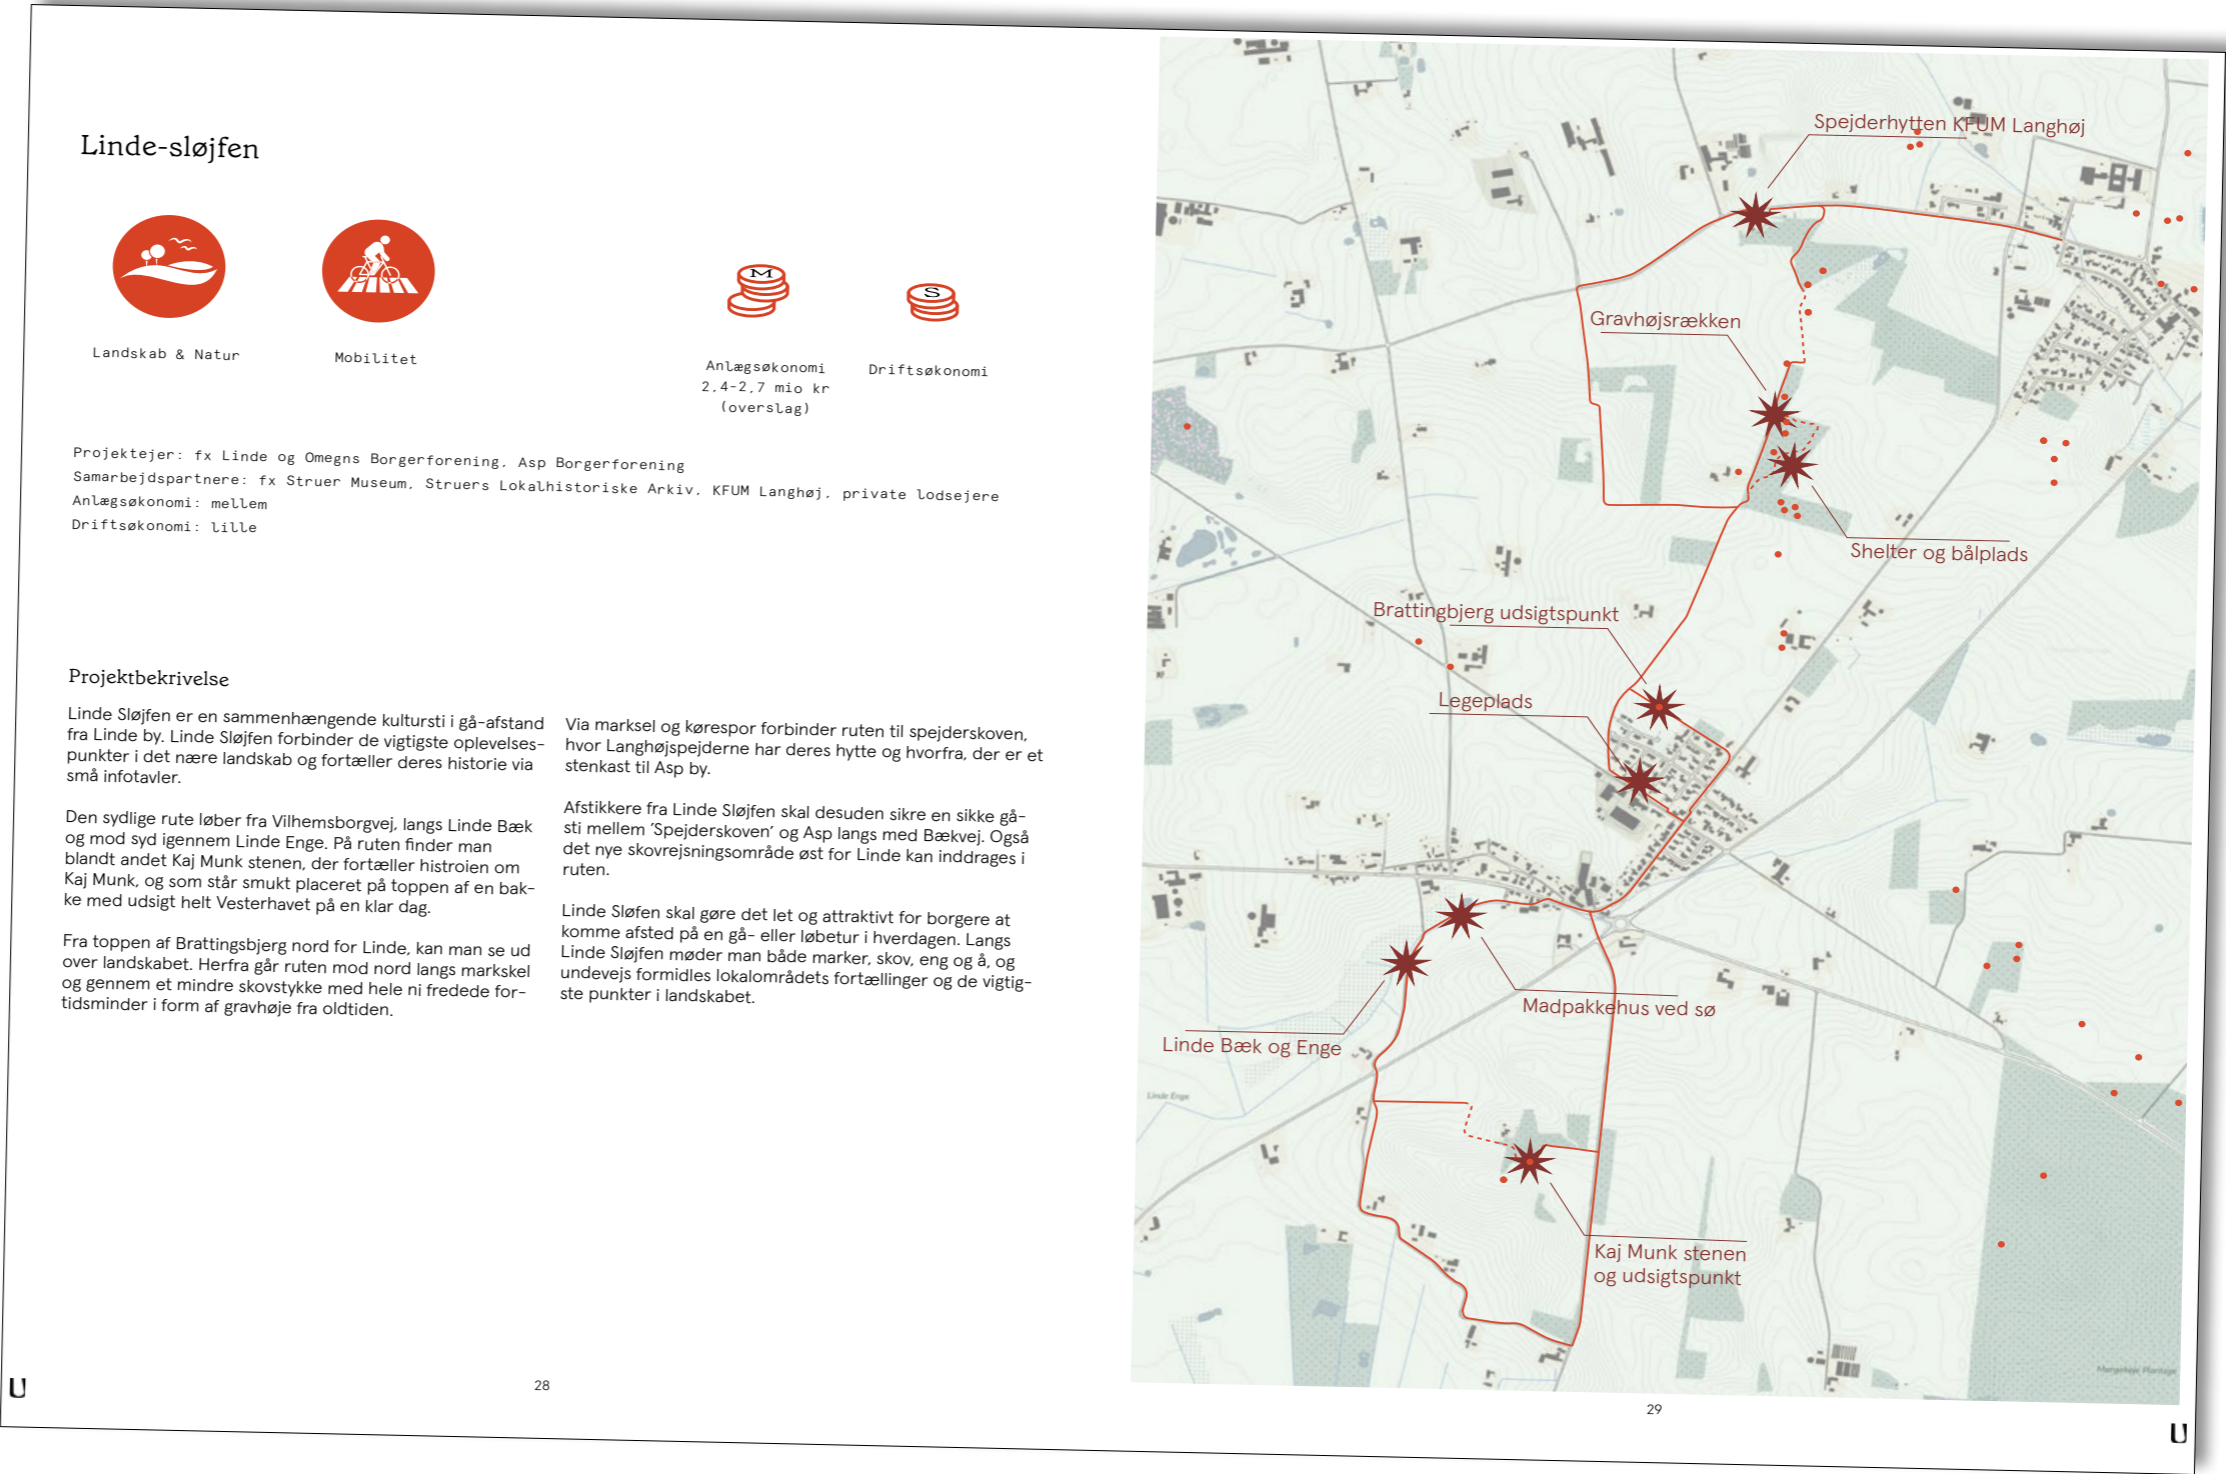 Linde-sløjfen
Landskab & Natur
Mobilitet
M
Anlægsøkonomi
2,4-2,7 mio kr
(overslag)
S
Driftsøkonomi
Projektejer: fx Linde og Omegns Borgerforening, Asp Borgerforening
Samarbejdspartnere: fx Struer Museum, Struers Lokalhistoriske Arkiv, KFUM Langhøj, private lodsejere
Anlægsøkonomi: mellem
Driftsøkonomi: lille
Projektbekrivelse
Linde Sløjfen er en sammenhængende kultursti i gå-afstand
fra Linde by. Linde Sløjfen forbinder de vigtigste oplevelses-
punkter i det nære landskab og fortæller deres historie via
små infotavler.
Den sydlige rute løber fra Vilhemsborgvej, langs Linde Bæk
og mod syd igennem Linde Enge. På ruten finder man
blandt andet Kaj Munk stenen, der fortæller histroien om
Kaj Munk, og som står smukt placeret på toppen af en bak-
ke med udsigt helt Vesterhavet på en klar dag.
Fra toppen af Brattingsbjerg nord for Linde, kan man se ud
over landskabet. Herfra går ruten mod nord langs markskel
og gennem et mindre skovstykke med hele ni fredede for-
tidsminder i form af gravhøje fra oldtiden.
Via marksel og kørespor forbinder ruten til spejderskoven,
hvor Langhøjspejderne har deres hytte og hvorfra, der er et
stenkast til Asp by.
Afstikkere fra Linde Sløjfen skal desuden sikre en sikke gå-
sti mellem 'Spejderskoven' og Asp langs med Bækvej. Også
det nye skovrejsningsområde øst for Linde kan inddrages i
ruten.
Linde Sløfen skal gøre det let og attraktivt for borgere at
komme afsted på en gå- eller løbetur i hverdagen. Langs
Linde Sløjfen møder man både marker, skov, eng og å, og
undevejs formidles lokalområdets fortællinger og de vigtig-
ste punkter i landskabet.
U
28
Spejderhytten KFUM Langhøj
Gravhøjsrækken
Shelter og bålplads
Brattingbjerg udsigtspunkt
Legeplads
Madpakkehus ved sø
Linde Bæk og Enge
Linde Enge
Kaj Munk stenen
og udsigtspunkt
29
U